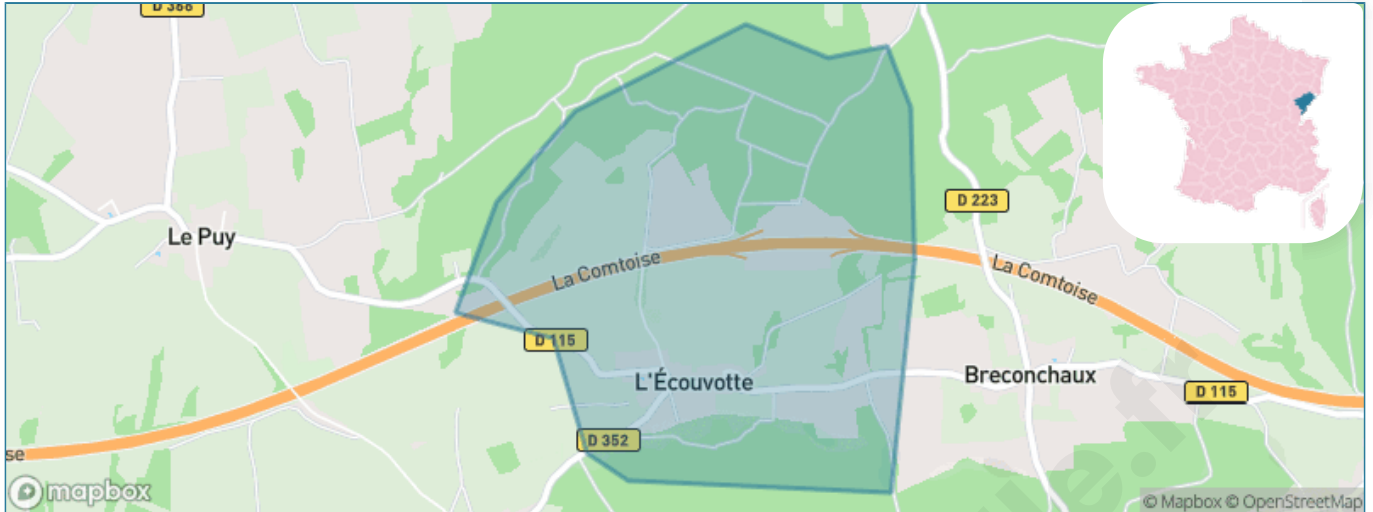 D 388
D 223
Le Puy
La Comtoise
La Comtoise
D 115
L'Écouvotte
Breconchaux
D 115
D 352
se
mapbox
© Mapbox © OpenStreetMap